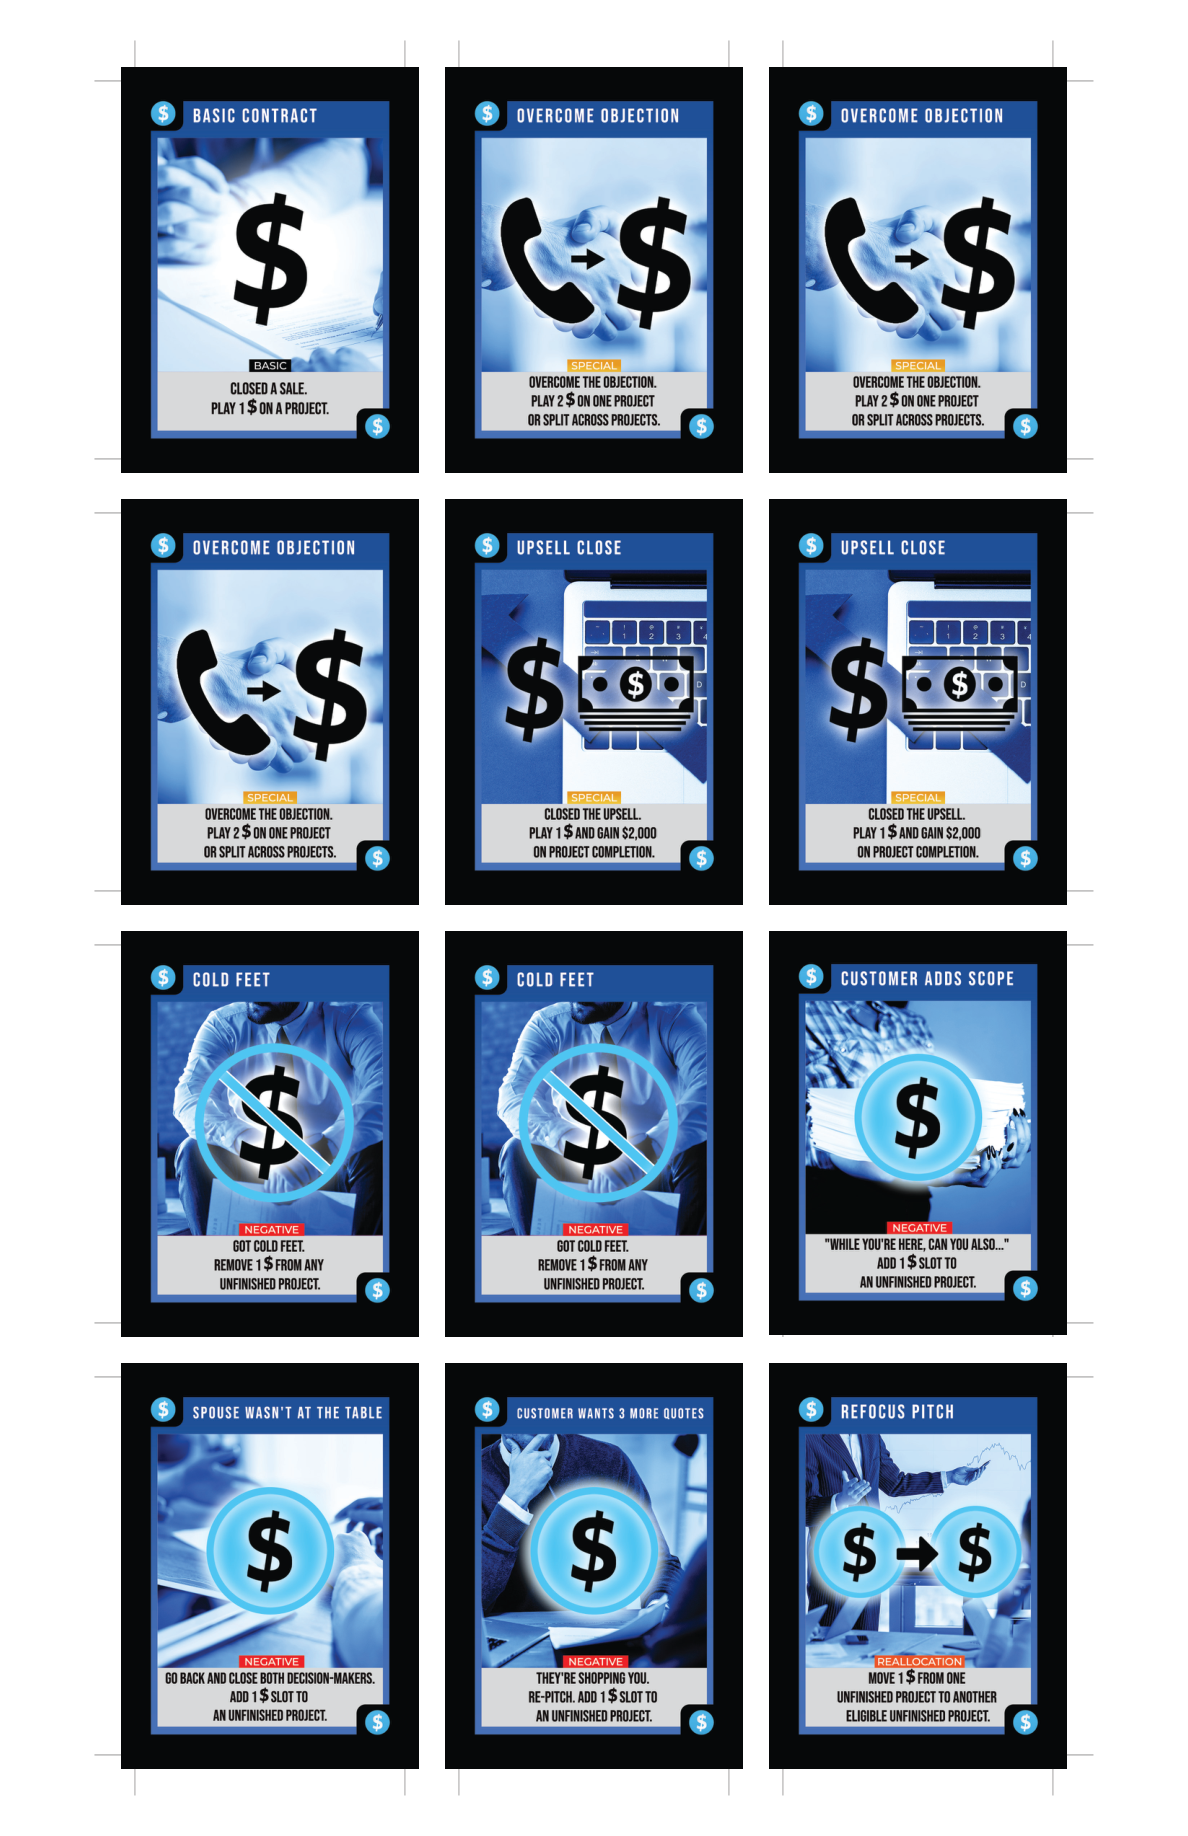 $ BASIC CONTRACT
$
BASIC
CLOSED A SALE.
PLAY 1 $ ON A PROJECT.
$
$ OVERCOME OBJECTION
$
SPECIAL
OVERCOME THE OBJECTION.
PLAY 2 $ ON ONE PROJECT
OR SPLIT ACROSS PROJECTS.
$
$ OVERCOME OBJECTION
$
SPECIAL
OVERCOME THE OBJECTION.
PLAY 2 $ ON ONE PROJECT
OR SPLIT ACROSS PROJECTS.
$
$ OVERCOME OBJECTION
$
SPECIAL
OVERCOME THE OBJECTION.
PLAY 2 $ ON ONE PROJECT
OR SPLIT ACROSS PROJECTS.
$
$ UPSELL CLOSE
$ $
SPECIAL
CLOSED THE UPSELL.
PLAY 1 $ AND GAIN $2,000
ON PROJECT COMPLETION.
$
$ UPSELL CLOSE
$ $
SPECIAL
CLOSED THE UPSELL.
PLAY 1 $ AND GAIN $2,000
ON PROJECT COMPLETION.
$
$ COLD FEET
$
NEGATIVE
GOT COLD FEET.
REMOVE 1 $ FROM ANY
UNFINISHED PROJECT.
$
$ COLD FEET
$
NEGATIVE
GOT COLD FEET.
REMOVE 1 $ FROM ANY
UNFINISHED PROJECT.
$
$ CUSTOMER ADDS SCOPE
$
NEGATIVE
"WHILE YOU'RE HERE, CAN YOU ALSO..."
ADD 1 $ SLOT TO
AN UNFINISHED PROJECT.
$
$ SPOUSE WASN'T AT THE TABLE
$
NEGATIVE
GO BACK AND CLOSE BOTH DECISION-MAKERS.
ADD 1 $ SLOT TO
AN UNFINISHED PROJECT.
$
$ CUSTOMER WANTS 3 MORE QUOTES
$
NEGATIVE
THEY'RE SHOPPING YOU.
RE-PITCH. ADD 1 $ SLOT TO
AN UNFINISHED PROJECT.
$
$ REFOCUS PITCH
$ $
REALLOCATION
MOVE 1 $ FROM ONE
UNFINISHED PROJECT TO ANOTHER
ELIGIBLE UNFINISHED PROJECT.
$